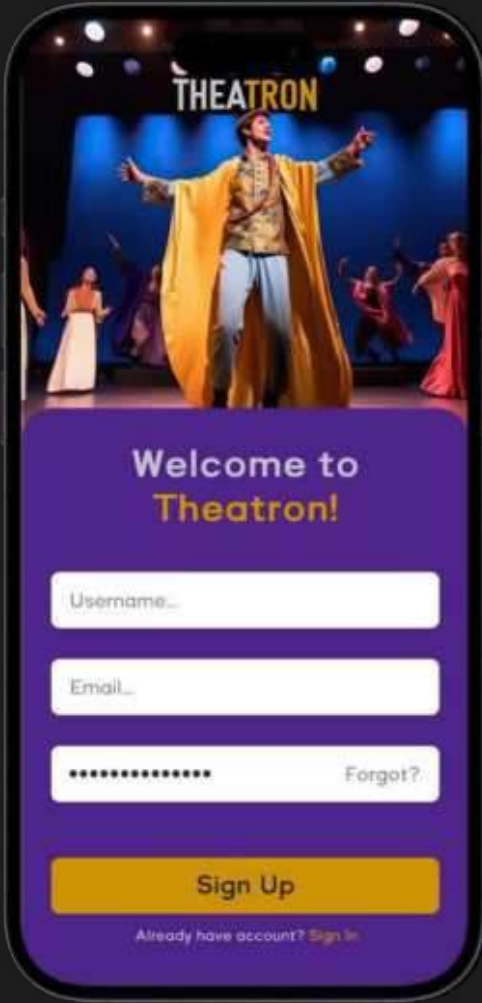 THEATRON
Welcome to
Theatron!
Username...
Email...
•••••••••••••• Forgot?
Sign Up
Already have account? Sign In